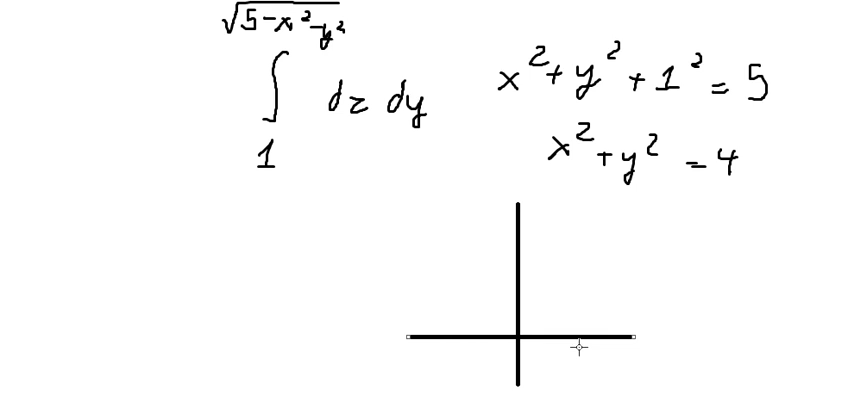 √(5-x²-y²)
∫ dz dy
1
x²+y²+1²=5
x²+y²=4